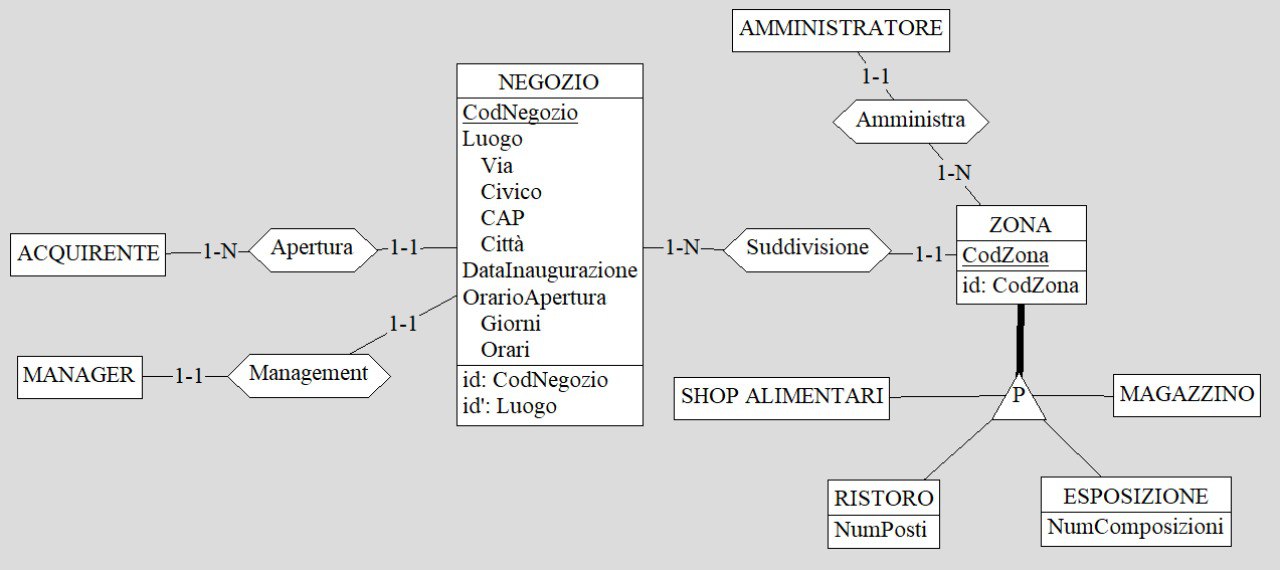 AMMINISTRATORE
1-1
Amministra
1-N
NEGOZIO
CodNegozio
Luogo
Via
Civico
CAP
Città
DataInaugurazione
OrarioApertura
Giorni
Orari
id: CodNegozio
id': Luogo
ACQUIRENTE
1-N
Apertura
1-1
MANAGER
1-1
Management
1-1
1-N
Suddivisione
1-1
ZONA
CodZona
id: CodZona
P
SHOP ALIMENTARI
MAGAZZINO
RISTORO
NumPosti
ESPOSIZIONE
NumComposizioni